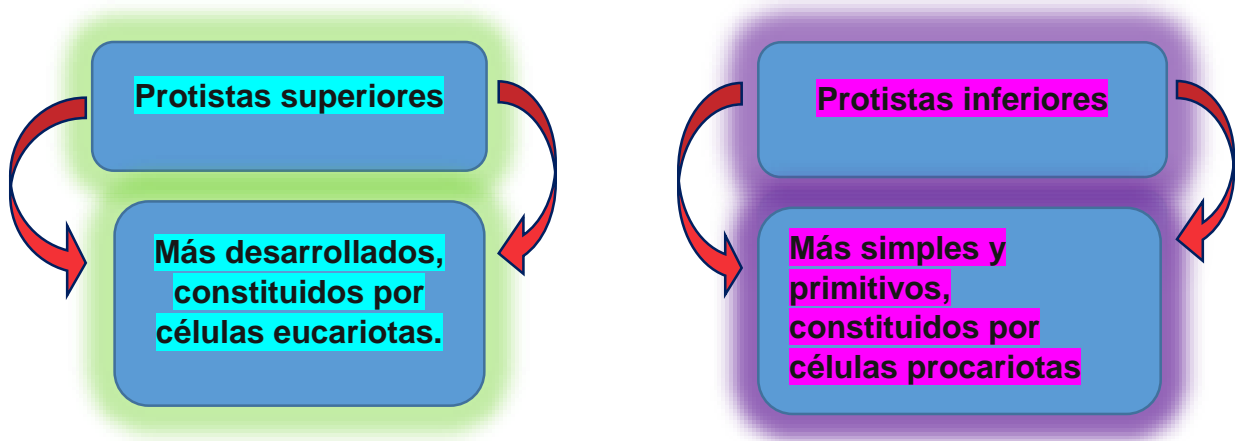 Protistas superiores
Más desarrollados,
constituidos por
células eucariotas.
Protistas inferiores
Más simples y
primitivos,
constituidos por
células procariotas